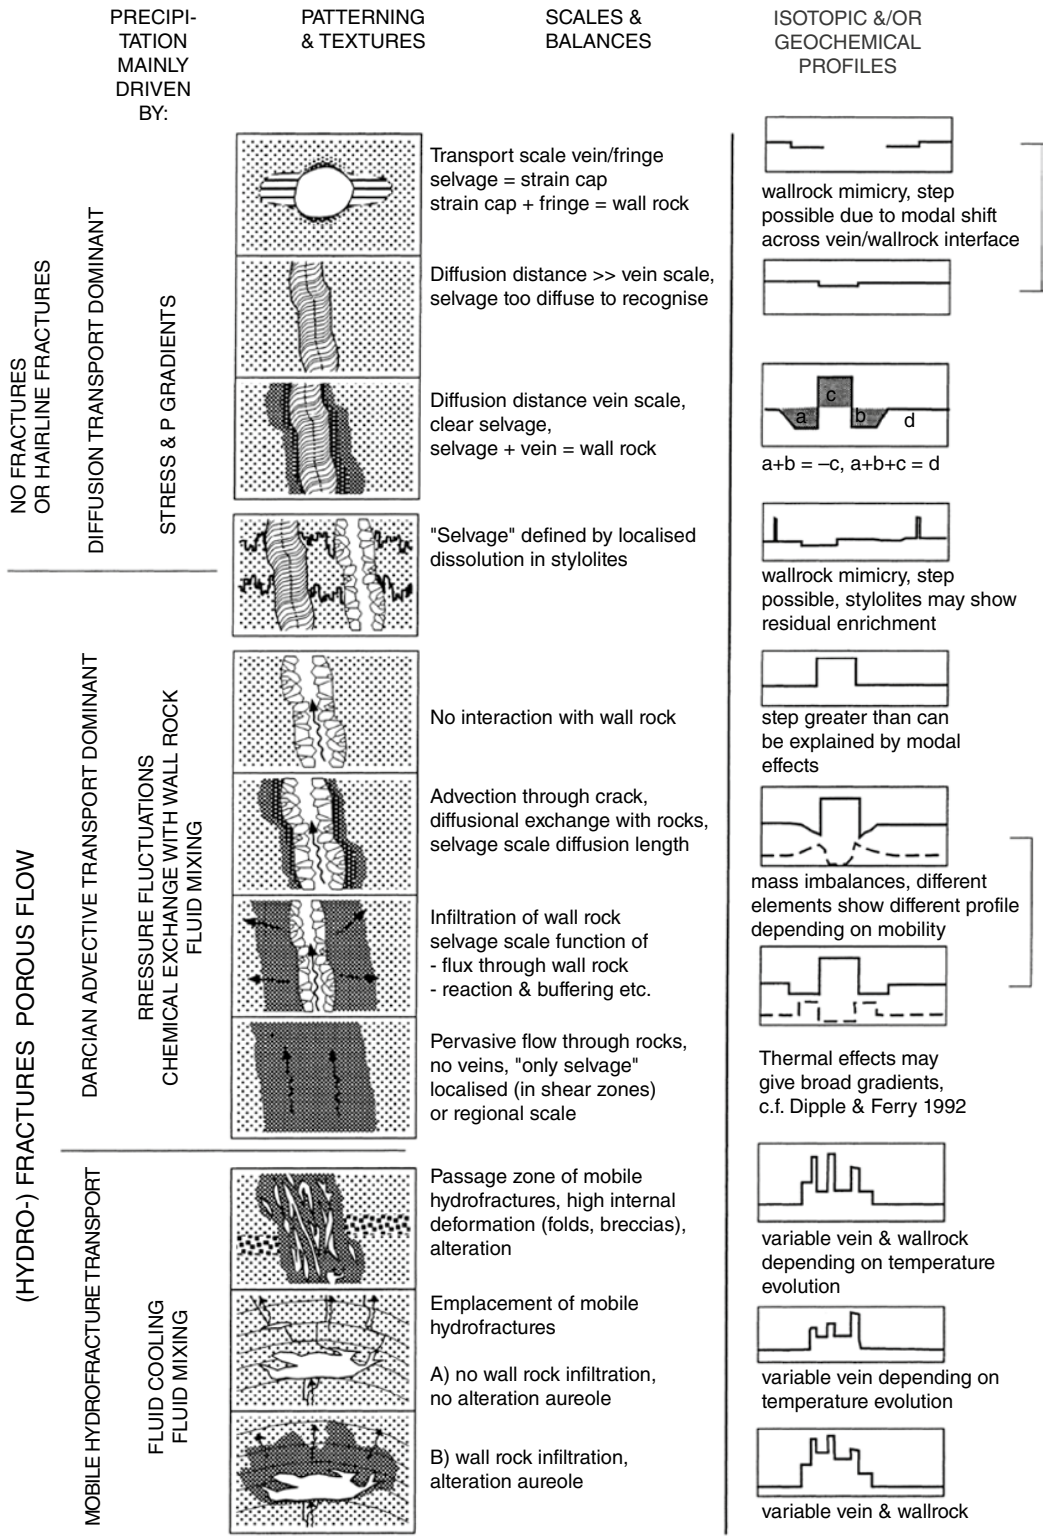 PRECIPI-
TATION
MAINLY
DRIVEN
BY:
PATTERNING
& TEXTURES
SCALES &
BALANCES
ISOTOPIC &/OR
GEOCHEMICAL
PROFILES
NO FRACTURES
OR HAIRLINE FRACTURES
DIFFUSION TRANSPORT DOMINANT
STRESS & P GRADIENTS
Transport scale vein/fringe
selvage = strain cap
strain cap + fringe = wall rock
wallrock mimicry, step
possible due to modal shift
across vein/wallrock interface
Diffusion distance >> vein scale,
selvage too diffuse to recognise
Diffusion distance vein scale,
clear selvage,
selvage + vein = wall rock
a
c
b
d
a+b = –c, a+b+c = d
"Selvage" defined by localised
dissolution in stylolites
wallrock mimicry, step
possible, stylolites may show
residual enrichment
(HYDRO-) FRACTURES POROUS FLOW
DARCIAN ADVECTIVE TRANSPORT DOMINANT
RRESSURE FLUCTUATIONS
CHEMICAL EXCHANGE WITH WALL ROCK
FLUID MIXING
No interaction with wall rock
step greater than can
be explained by modal
effects
Advection through crack,
diffusional exchange with rocks,
selvage scale diffusion length
mass imbalances, different
elements show different profile
depending on mobility
Infiltration of wall rock
selvage scale function of
- flux through wall rock
- reaction & buffering etc.
Pervasive flow through rocks,
no veins, "only selvage"
localised (in shear zones)
or regional scale
Thermal effects may
give broad gradients,
c.f. Dipple & Ferry 1992
MOBILE HYDROFRACTURE TRANSPORT
FLUID COOLING
FLUID MIXING
Passage zone of mobile
hydrofractures, high internal
deformation (folds, breccias),
alteration
variable vein & wallrock
depending on temperature
evolution
Emplacement of mobile
hydrofractures
A) no wall rock infiltration,
no alteration aureole
variable vein depending on
temperature evolution
B) wall rock infiltration,
alteration aureole
variable vein & wallrock